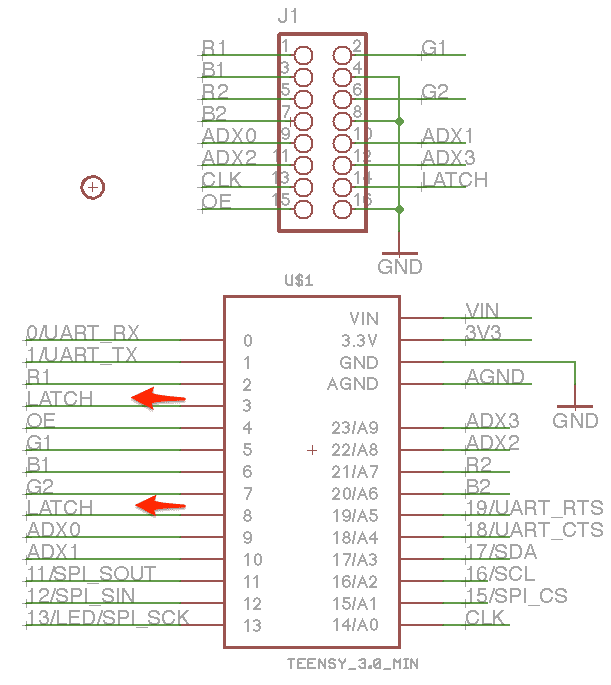 J1
R1 1 2 G1
B1 3 4
R2 5 6 G2
B2 7 8
ADX0 9 10 ADX1
ADX2 11 12 ADX3
CLK 13 14 LATCH
OE 15 16
GND
U$1
VIN VIN
0/UART_RX 0 3.3V 3V3
1/UART_TX 1 GND
R1 2 AGND AGND
LATCH 3
GND
OE 4 23/A9 ADX3
G1 5 22/A8 ADX2
B1 6 21/A7 R2
G2 7 20/A6 B2
LATCH 8 19/A5 19/UART_RTS
ADX0 9 18/A4 18/UART_CTS
ADX1 10 17/A3 17/SDA
11/SPI_SOUT 11 16/A2 16/SCL
12/SPI_SIN 12 15/A1 15/SPI_CS
13/LED/SPI_SCK 13 14/A0 CLK
TEENSY_3.0_MIN